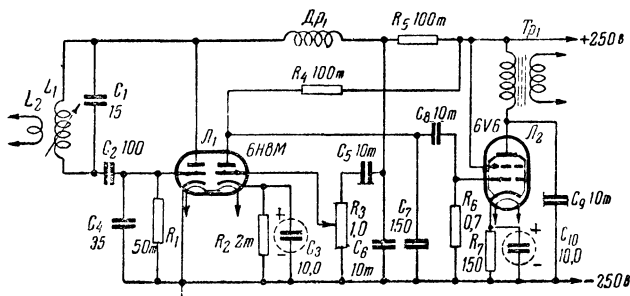 Др₁
R₅ 100т
Тр₁
+250В
R₄ 100т
L₂
L₁
C₁
15
C₈ 10т
6V6
Л₂
Л₁
6Н8М
C₂ 100
C₅ 10т
C₄
35
50т
R₁
R₂ 2т
+
-
C₃
10,0
R₃
1,0
C₆
10т
C₇
150
R₆
0,7
R₇
150
+
-
C₉ 10т
C₁₀
10,0
-250В